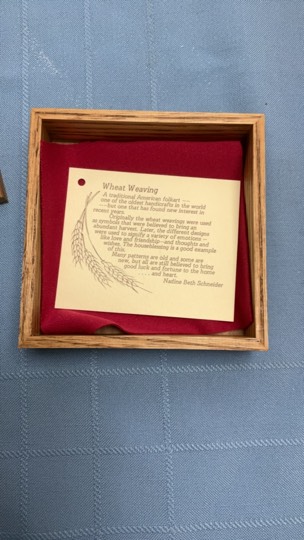 Wheat Weaving
A traditional American folkart ---
one of the oldest handcrafts in the world
--but one that has found new interest in
recent years.
Originally the wheat weavings were used
as symbols that were believed to bring an
abundant harvest. Later, the different designs
were used to signify a variety of emotions --
like love and friendship--and thoughts and
wishes. The houseblessing is a good example
of this.
Many patterns are old and some are
new, but all are still believed to bring
good luck and fortune to the home
and heart.
Nadine Beth Schneider